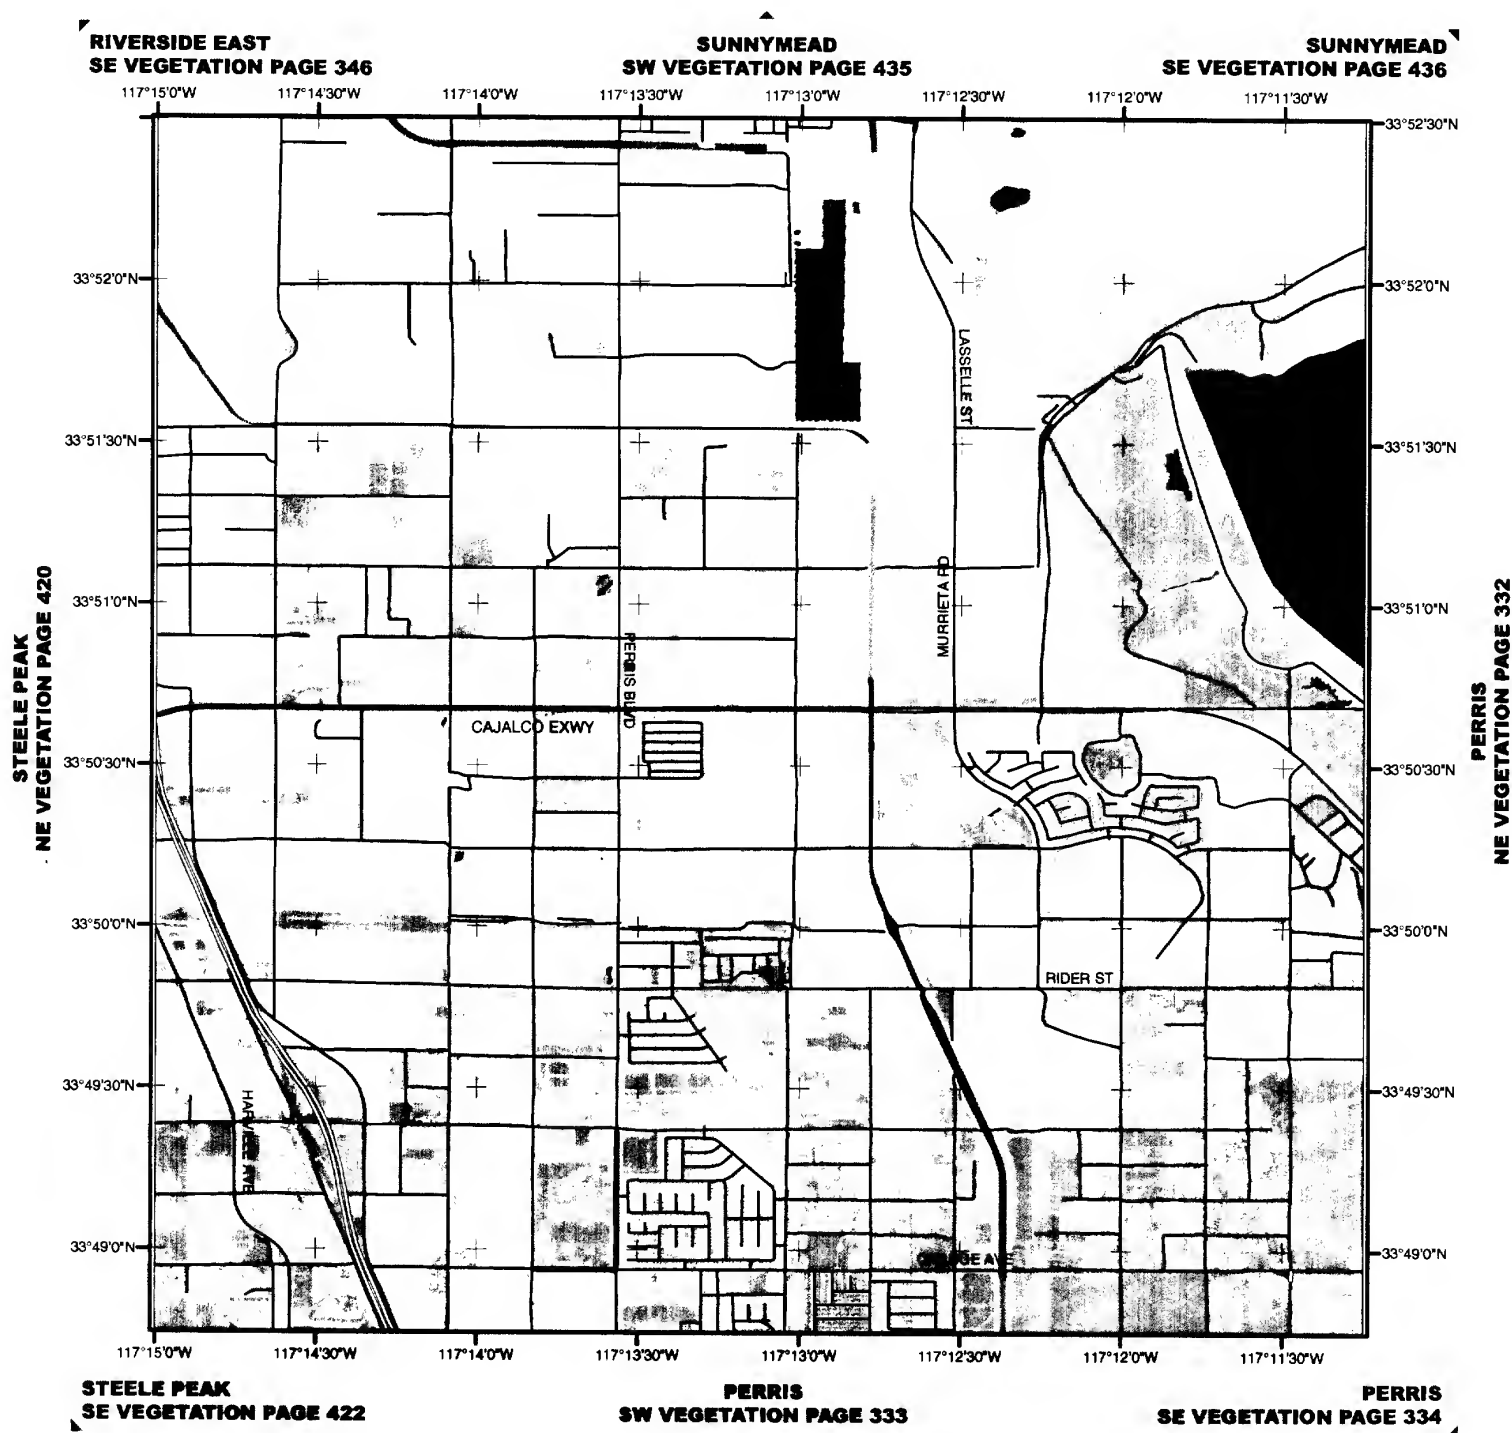 RIVERSIDE EAST
SE VEGETATION PAGE 346
SUNNYMEAD
SW VEGETATION PAGE 435
SUNNYMEAD
SE VEGETATION PAGE 436
117°15'0"W
117°14'30"W
117°14'0"W
117°13'30"W
117°13'0"W
117°12'30"W
117°12'0"W
117°11'30"W
33°52'30"N
33°52'0"N
33°52'0"N
LASSELLE ST
33°51'30"N
33°51'30"N
STEELE PEAK
NE VEGETATION PAGE 420
MURRIETA RD
PERRIS
NE VEGETATION PAGE 332
33°51'0"N
33°51'0"N
PERRIS BLVD
CAJALCO EXWY
33°50'30"N
33°50'30"N
33°50'0"N
33°50'0"N
RIDER ST
33°49'30"N
33°49'30"N
33°49'0"N
33°49'0"N
117°15'0"W
117°14'30"W
117°14'0"W
117°13'30"W
117°13'0"W
117°12'30"W
117°12'0"W
117°11'30"W
STEELE PEAK
SE VEGETATION PAGE 422
PERRIS
SW VEGETATION PAGE 333
PERRIS
SE VEGETATION PAGE 334